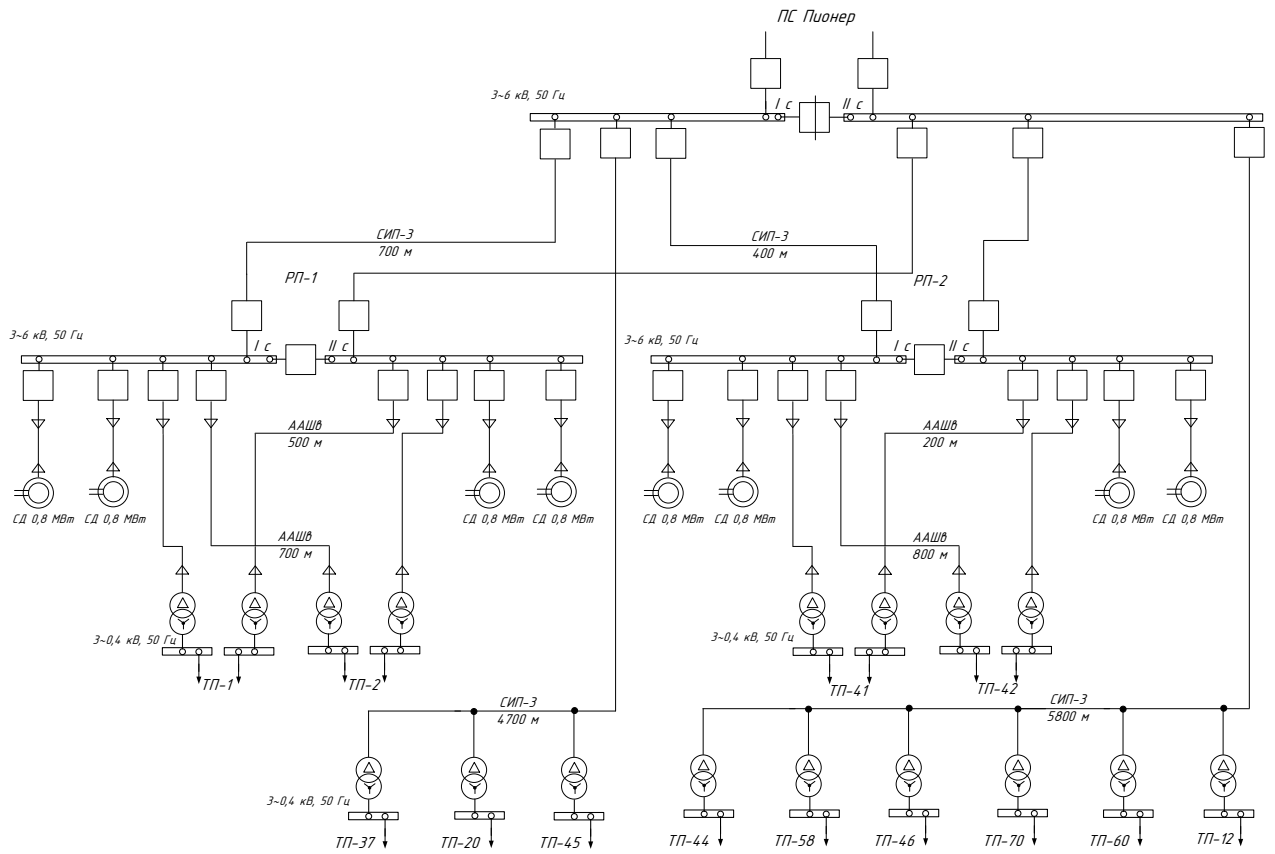 ПС Пионер
3~6 кВ, 50 Гц
I с
II с
СИП-3
700 м
СИП-3
400 м
РП-1
РП-2
3~6 кВ, 50 Гц
I с
II с
3~6 кВ, 50 Гц
I с
II с
ААШв
500 м
ААШв
200 м
СД 0,8 МВт
СД 0,8 МВт
СД 0,8 МВт
СД 0,8 МВт
СД 0,8 МВт
СД 0,8 МВт
СД 0,8 МВт
СД 0,8 МВт
ААШв
700 м
ААШв
800 м
3~0,4 кВ, 50 Гц
3~0,4 кВ, 50 Гц
ТП-1
ТП-2
ТП-41
ТП-42
СИП-3
4700 м
СИП-3
5800 м
3~0,4 кВ, 50 Гц
ТП-37
ТП-20
ТП-45
ТП-44
ТП-58
ТП-46
ТП-70
ТП-60
ТП-12